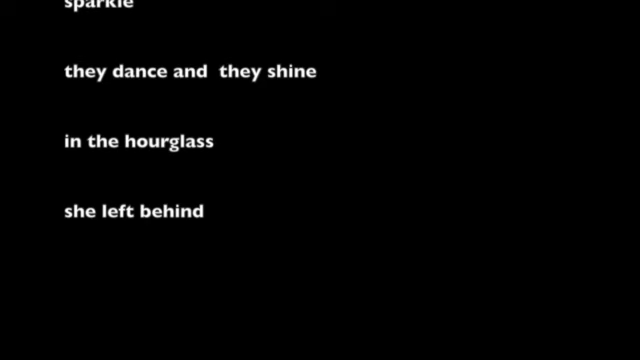 sparkle
they dance and  they shine
in the hourglass
she left behind